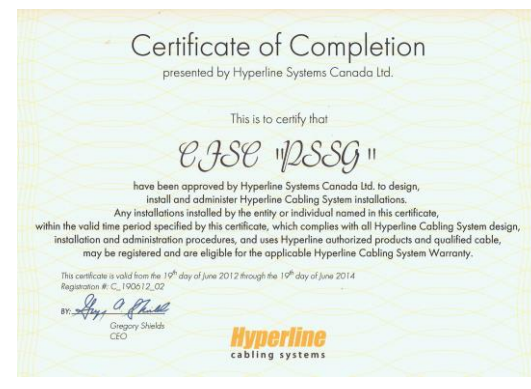 Certificate of Completion
presented by Hyperline Systems Canada Ltd.
This is to certify that
CJSC "PSSG"
have been approved by Hyperline Systems Canada Ltd. to design,
install and administer Hyperline Cabling System installations.
Any installations installed by the entity or individual named in this certificate,
within the valid time period specified by this certificate, which complies with all Hyperline Cabling System design,
installation and administration procedures, and uses Hyperline authorized products and qualified cable,
may be registered and are eligible for the applicable Hyperline Cabling System Warranty.
This certificate is valid from the 19th day of June 2012 through the 19th day of June 2014
Registration #: C_190612_02
BY:
Gregory Shields
CEO
Hyperline
cabling systems